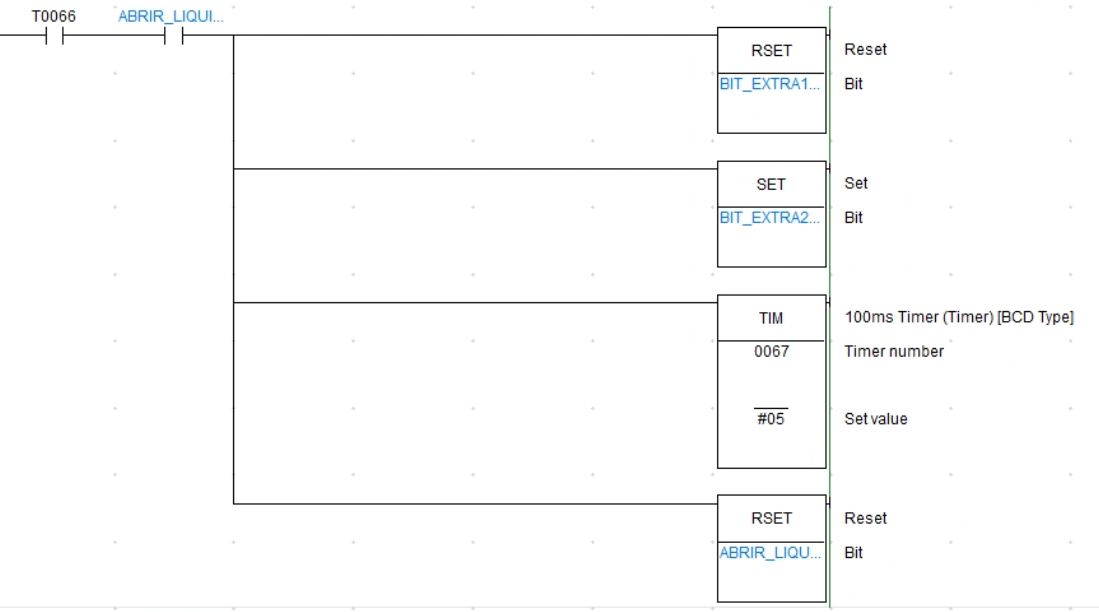 T0066 ABRIR_LIQUI...
RSET Reset
BIT_EXTRA1... Bit
SET Set
BIT_EXTRA2... Bit
TIM 100ms Timer (Timer) [BCD Type]
0067 Timer number
#05 Set value
RSET Reset
ABRIR_LIQU... Bit